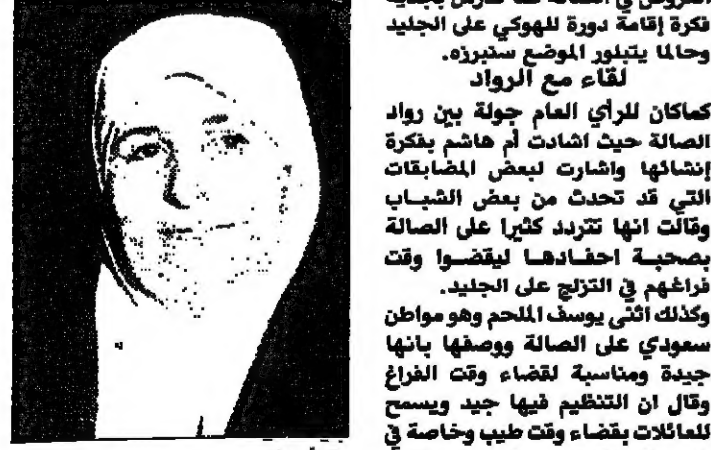 فكرة إقامة دورة للهوكي على الجليد
وحالما يتبلور الموضع سنبرزه.
لقاء مع الرواد
كماكان للرأي العام جولة بين رواد
الصالة حيث اشادت أم هاشم بفكرة
إنشائها واشارت لبعض المضابقات
التي قد تحدث من بعض الشباب
وقالت انها تتردد كثيرا على الصالة
بصحبة احفادها ليقضوا وقت
فراغهم في التزلج على الجليد.
وكذلك اثنى يوسف الملحم وهو مواطن
سعودي على الصالة ووصفها بانها
جيدة ومناسبة لقضاء وقت الفراغ
وقال ان التنظيم فيها جيد ويسمح
للعائلات بقضاء وقت طيب وخاصة في